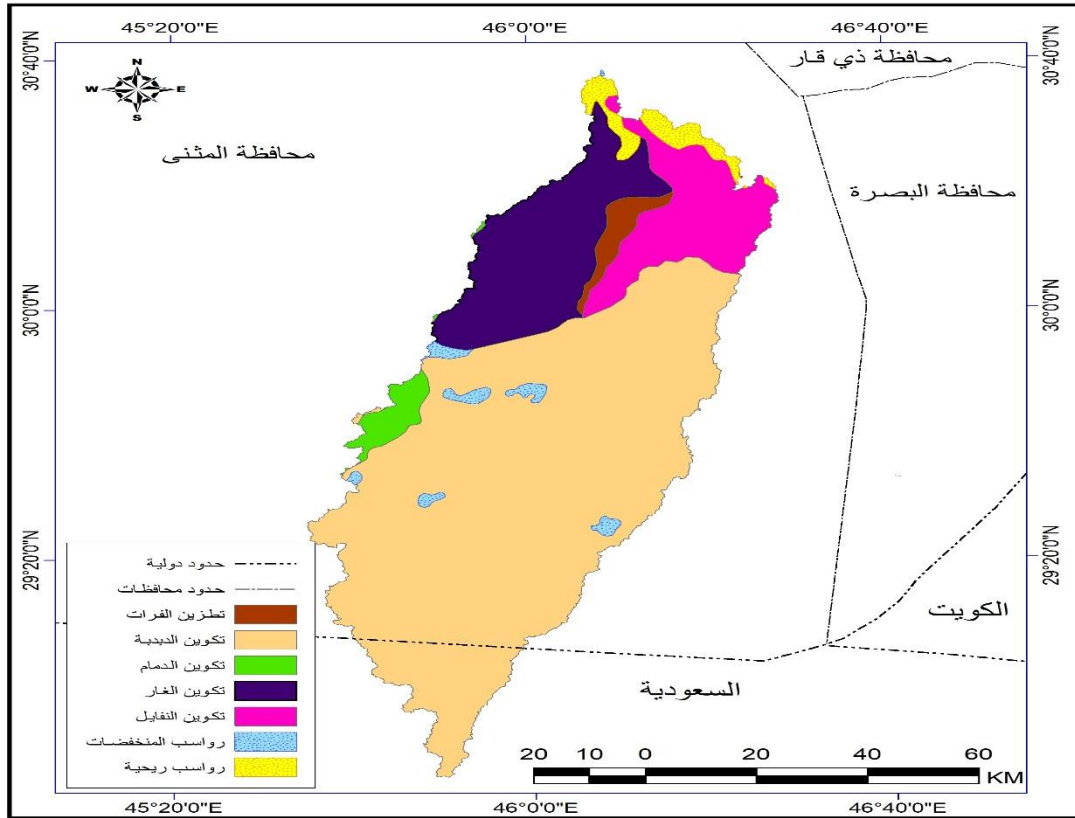 45°20'0"E
46°0'0"E
46°40'0"E
30°40'0"N
30°40'0"N
N
W
E
S
محافظة ذي قار
محافظة المثنى
محافظة البصرة
30°0'0"N
30°0'0"N
29°20'0"N
29°20'0"N
الكويت
السعودية
حدود دولية
حدود محافظات
تطزين الفرات
تكوين الدبدبة
تكوين الدمام
تكوين الغار
تكوين النفايل
رواسب المنخفضات
رواسب ريحية
20 10 0 20 40 60
KM
45°20'0"E
46°0'0"E
46°40'0"E